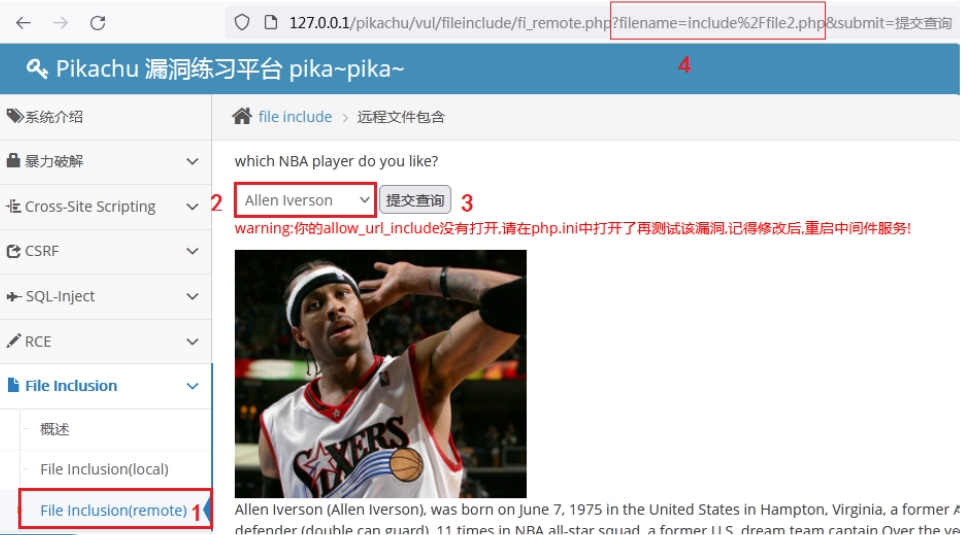 127.0.0.1/pikachu/vul/fileinclude/fi_remote.php?filename=include%2Ffile2.php&submit=提交查询
4
Pikachu 漏洞练习平台 pika~pika~
系统介绍
暴力破解
Cross-Site Scripting
CSRF
SQL-Inject
RCE
File Inclusion
概述
File Inclusion(local)
File Inclusion(remote) 1
file include > 远程文件包含
which NBA player do you like?
2 Allen Iverson 提交查询 3
warning:你的allow_url_include没有打开,请在php.ini中打开了再测试该漏洞,记得修改后,重启中间件服务!
SIXERS
Allen Iverson (Allen Iverson), was born on June 7, 1975 in the United States in Hampton, Virginia, a former
defender (double can guard), 11 times in NBA all-star squad, a former U.S. dream team captain.Over the